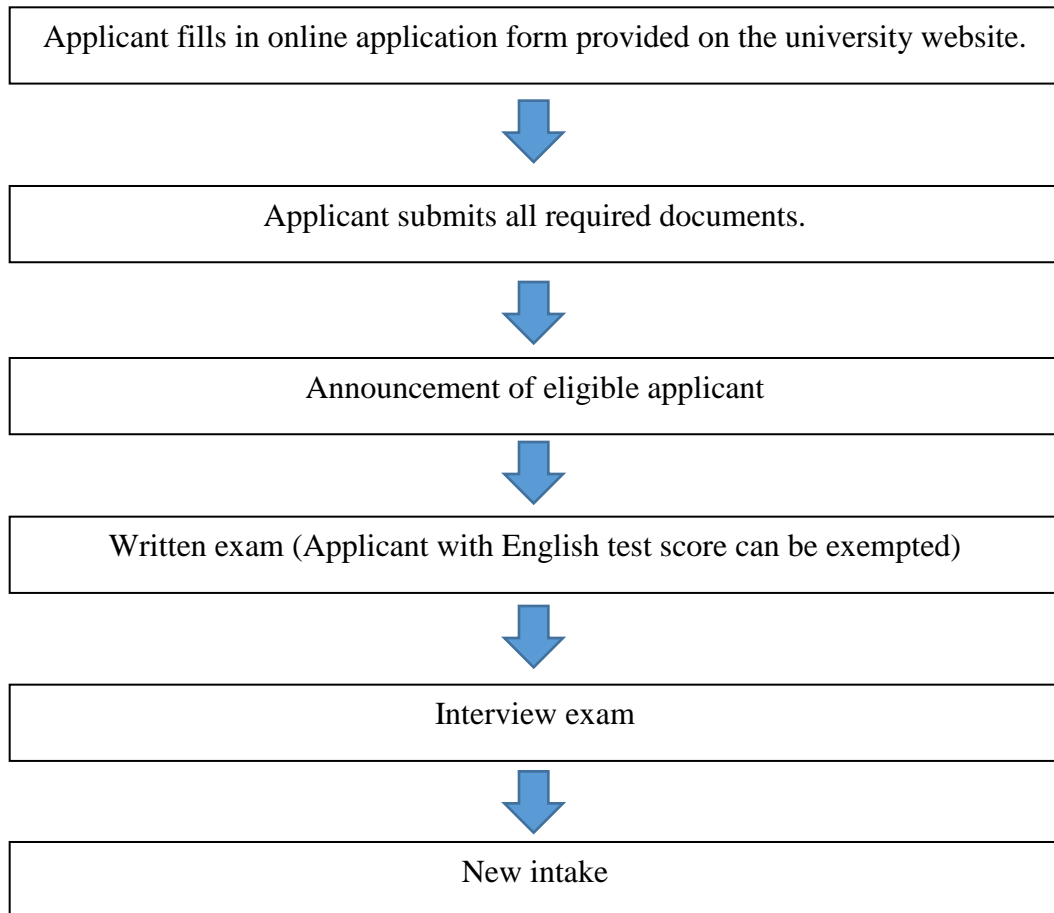 Applicant fills in online application form provided on the university website.
Applicant submits all required documents.
Announcement of eligible applicant
Written exam (Applicant with English test score can be exempted)
Interview exam
New intake